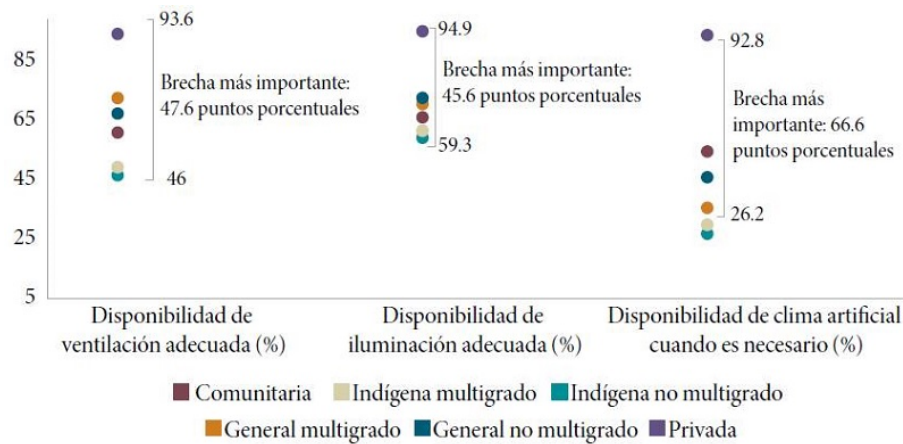 93.6
94.9
92.8
85
65
45
25
5
Brecha más importante:
47.6 puntos porcentuales
46
Brecha más importante:
45.6 puntos porcentuales
59.3
Brecha más
importante: 66.6
puntos porcentuales
26.2
Disponibilidad de
ventilación adecuada (%)
Disponibilidad de
iluminación adecuada (%)
Disponibilidad de clima artificial
cuando es necesario (%)
Comunitaria
Indígena multigrado
Indígena no multigrado
General multigrado
General no multigrado
Privada